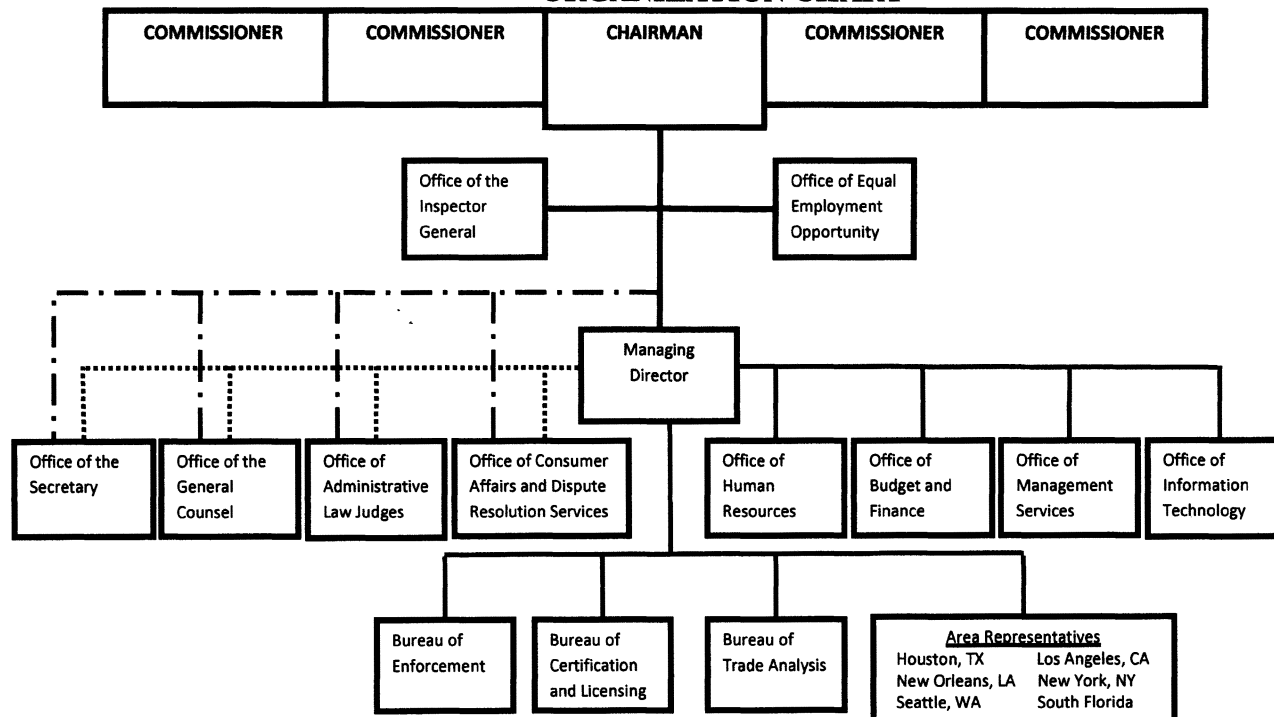 COMMISSIONER
COMMISSIONER
CHAIRMAN
COMMISSIONER
COMMISSIONER
Office of the
Inspector
General
Office of Equal
Employment
Opportunity
Managing
Director
Office of the
Secretary
Office of the
General
Counsel
Office of
Administrative
Law Judges
Office of Consumer
Affairs and Dispute
Resolution Services
Office of
Human
Resources
Office of
Budget and
Finance
Office of
Management
Services
Office of
Information
Technology
Bureau of
Enforcement
Bureau of
Certification
and Licensing
Bureau of
Trade Analysis
Area Representatives
Houston, TX Los Angeles, CA
New Orleans, LA New York, NY
Seattle, WA South Florida